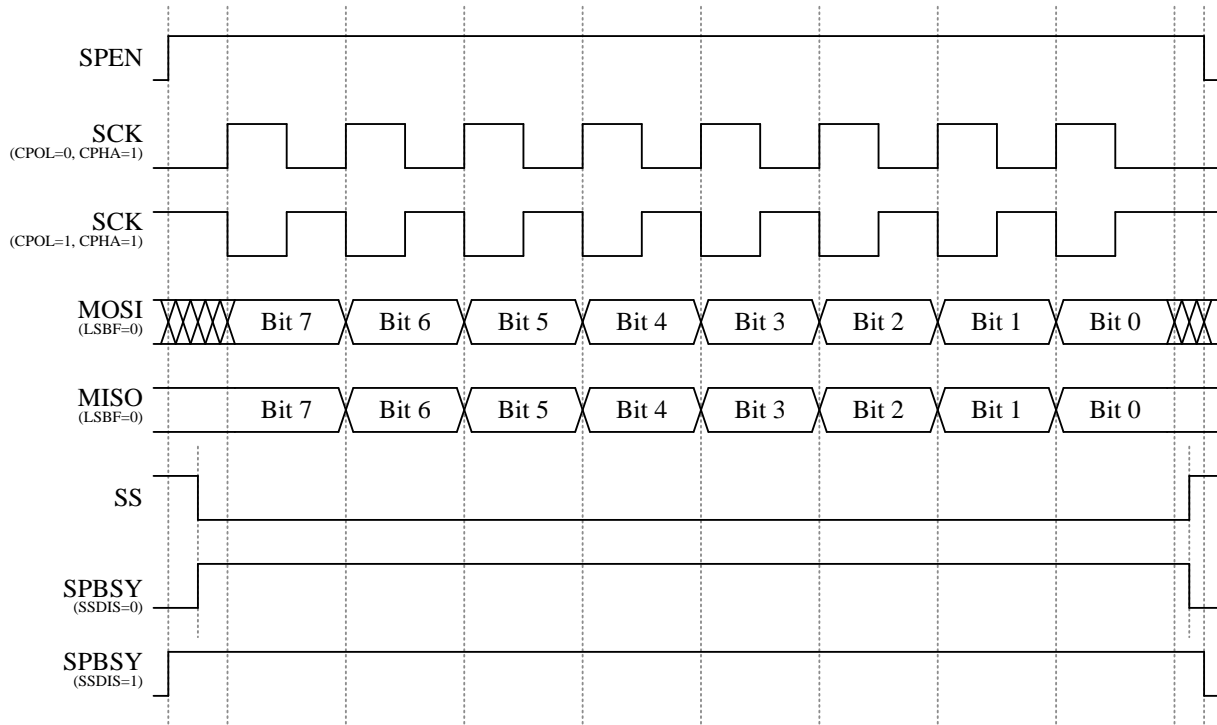 SPEN
SCK
(CPOL=0, CPHA=1)
SCK
(CPOL=1, CPHA=1)
MOSI
(LSBF=0)
Bit 7 Bit 6 Bit 5 Bit 4 Bit 3 Bit 2 Bit 1 Bit 0
MISO
(LSBF=0)
Bit 7 Bit 6 Bit 5 Bit 4 Bit 3 Bit 2 Bit 1 Bit 0
SS
SPBSY
(SSDIS=0)
SPBSY
(SSDIS=1)